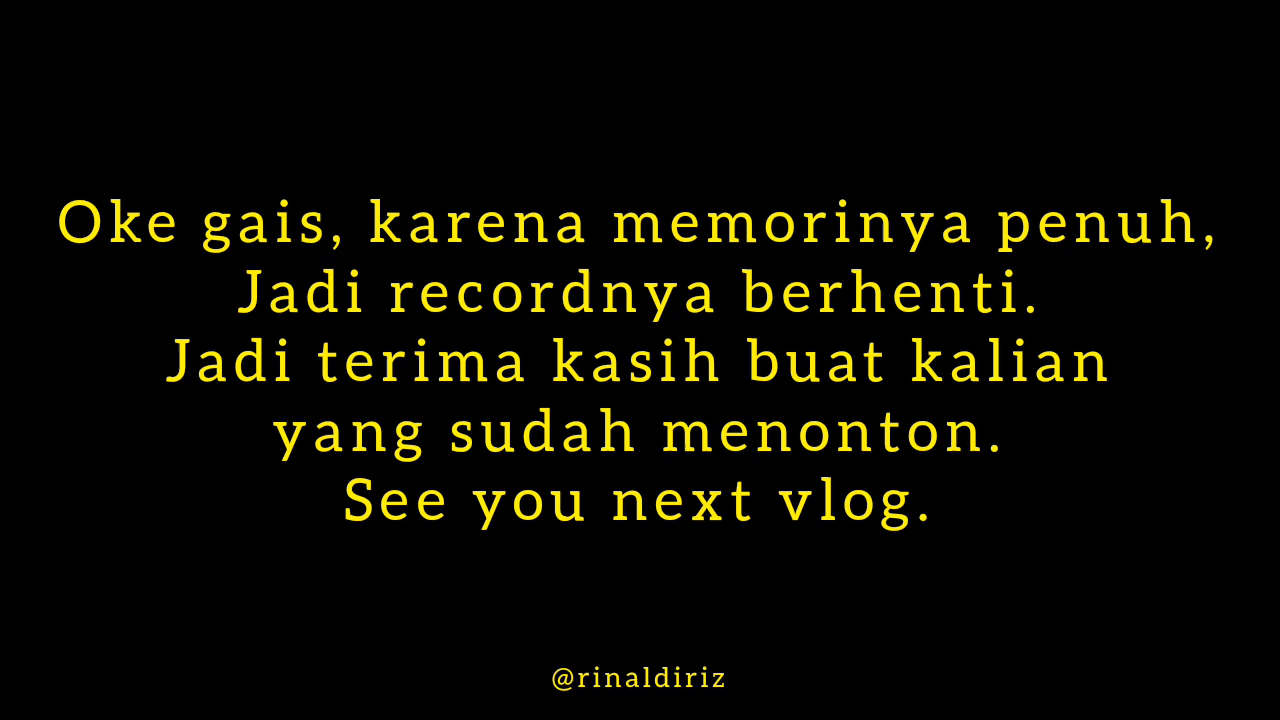 Oke gais, karena memorinya penuh,
Jadi recordnya berhenti.
Jadi terima kasih buat kalian
yang sudah menonton.
See you next vlog.
@rinaldiriz